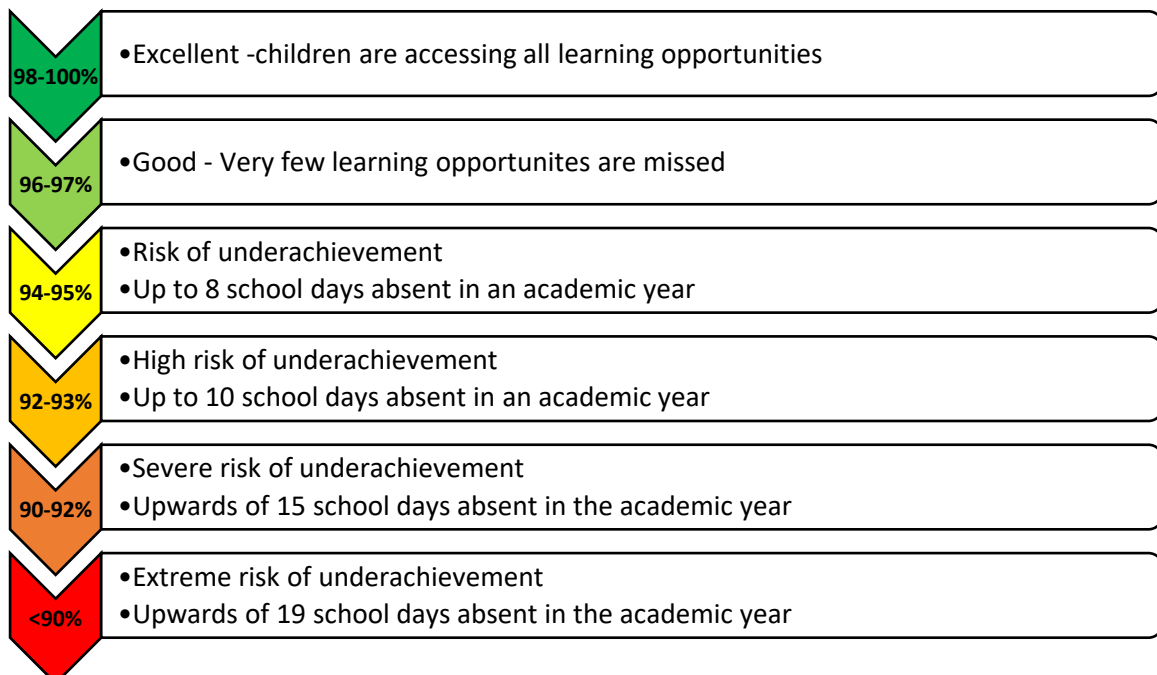 98-100%
•Excellent -children are accessing all learning opportunities
96-97%
•Good - Very few learning opportunites are missed
94-95%
•Risk of underachievement
•Up to 8 school days absent in an academic year
92-93%
•High risk of underachievement
•Up to 10 school days absent in an academic year
90-92%
•Severe risk of underachievement
•Upwards of 15 school days absent in the academic year
<90%
•Extreme risk of underachievement
•Upwards of 19 school days absent in the academic year